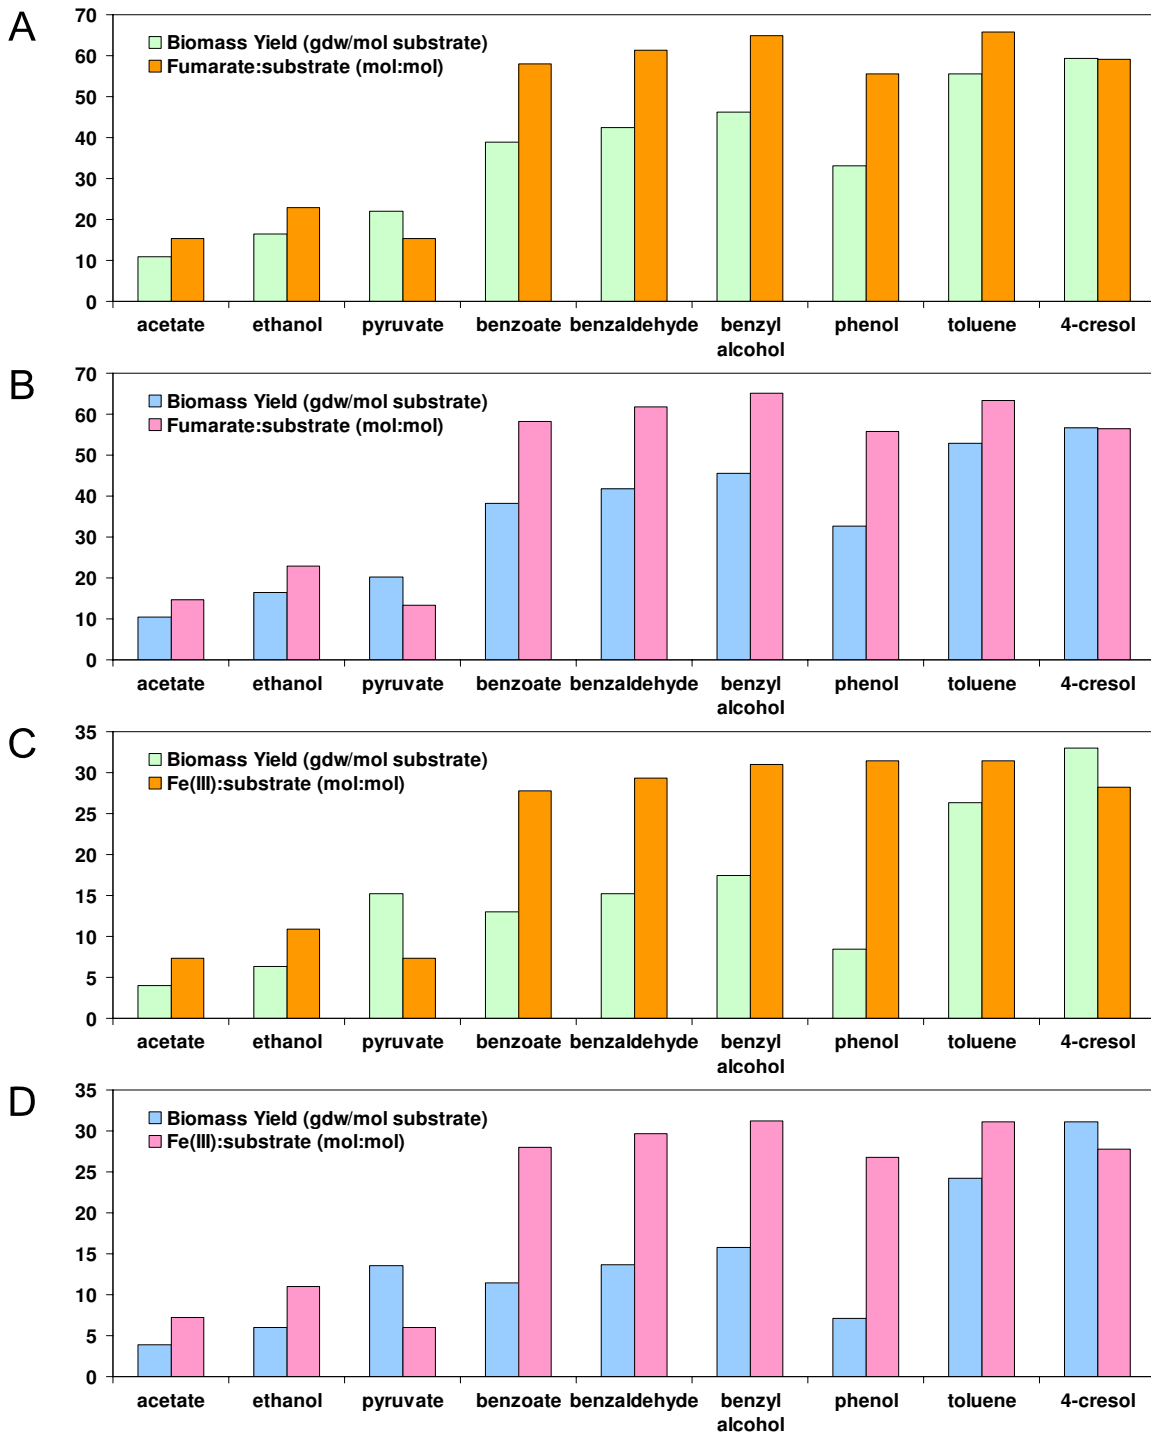 A
70
60
50
40
30
20
10
0
Biomass Yield (gdw/mol substrate)
Fumarate:substrate (mol:mol)
acetate ethanol pyruvate benzoate benzaldehyde benzyl alcohol phenol toluene 4-cresol
B
70
60
50
40
30
20
10
0
Biomass Yield (gdw/mol substrate)
Fumarate:substrate (mol:mol)
acetate ethanol pyruvate benzoate benzaldehyde benzyl alcohol phenol toluene 4-cresol
C
35
30
25
20
15
10
5
0
Biomass Yield (gdw/mol substrate)
Fe(III):substrate (mol:mol)
acetate ethanol pyruvate benzoate benzaldehyde benzyl alcohol phenol toluene 4-cresol
D
35
30
25
20
15
10
5
0
Biomass Yield (gdw/mol substrate)
Fe(III):substrate (mol:mol)
acetate ethanol pyruvate benzoate benzaldehyde benzyl alcohol phenol toluene 4-cresol